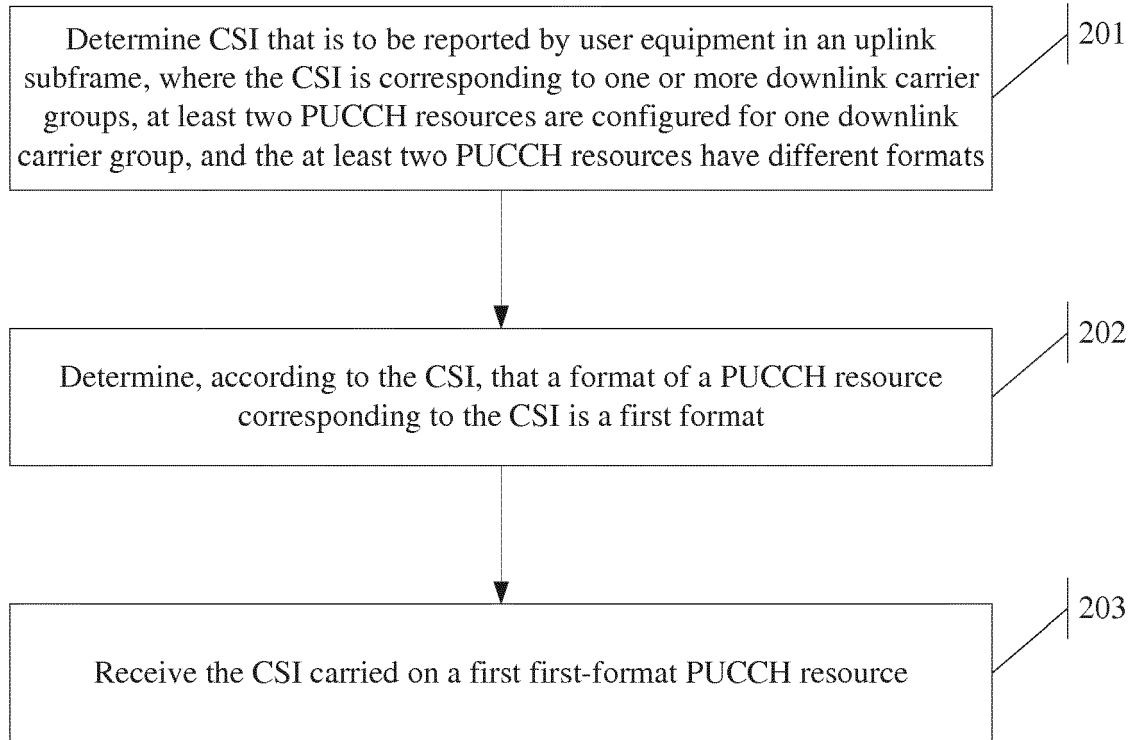 Determine CSI that is to be reported by user equipment in an uplink
subframe, where the CSI is corresponding to one or more downlink carrier
groups, at least two PUCCH resources are configured for one downlink
carrier group, and the at least two PUCCH resources have different formats
201
Determine, according to the CSI, that a format of a PUCCH resource
corresponding to the CSI is a first format
202
Receive the CSI carried on a first first-format PUCCH resource
203